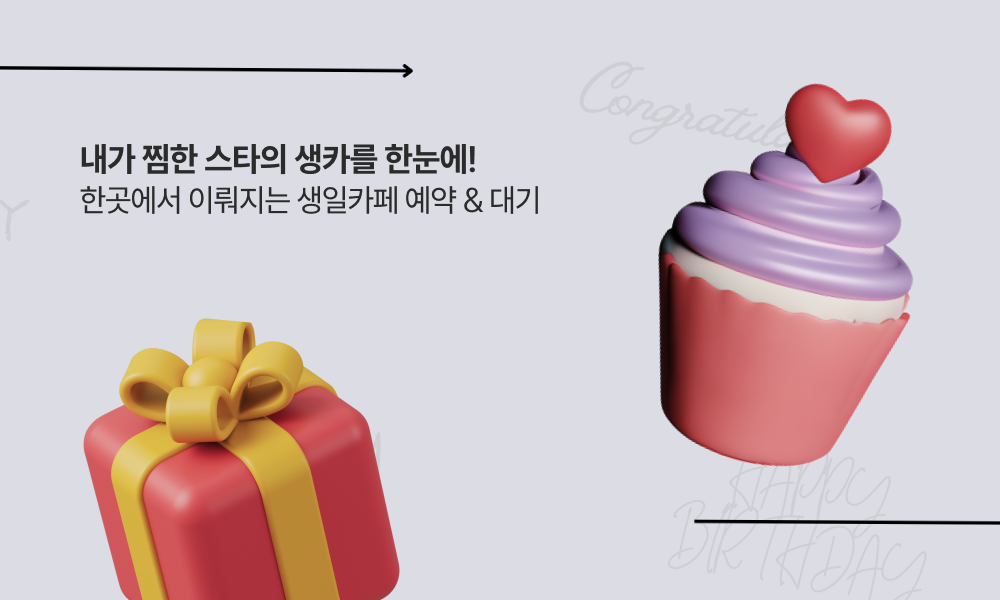 Congratula
내가 찜한 스타의 생카를 한눈에!
한곳에서 이뤄지는 생일카페 예약 & 대기
HAPPY
BIRTHDAY